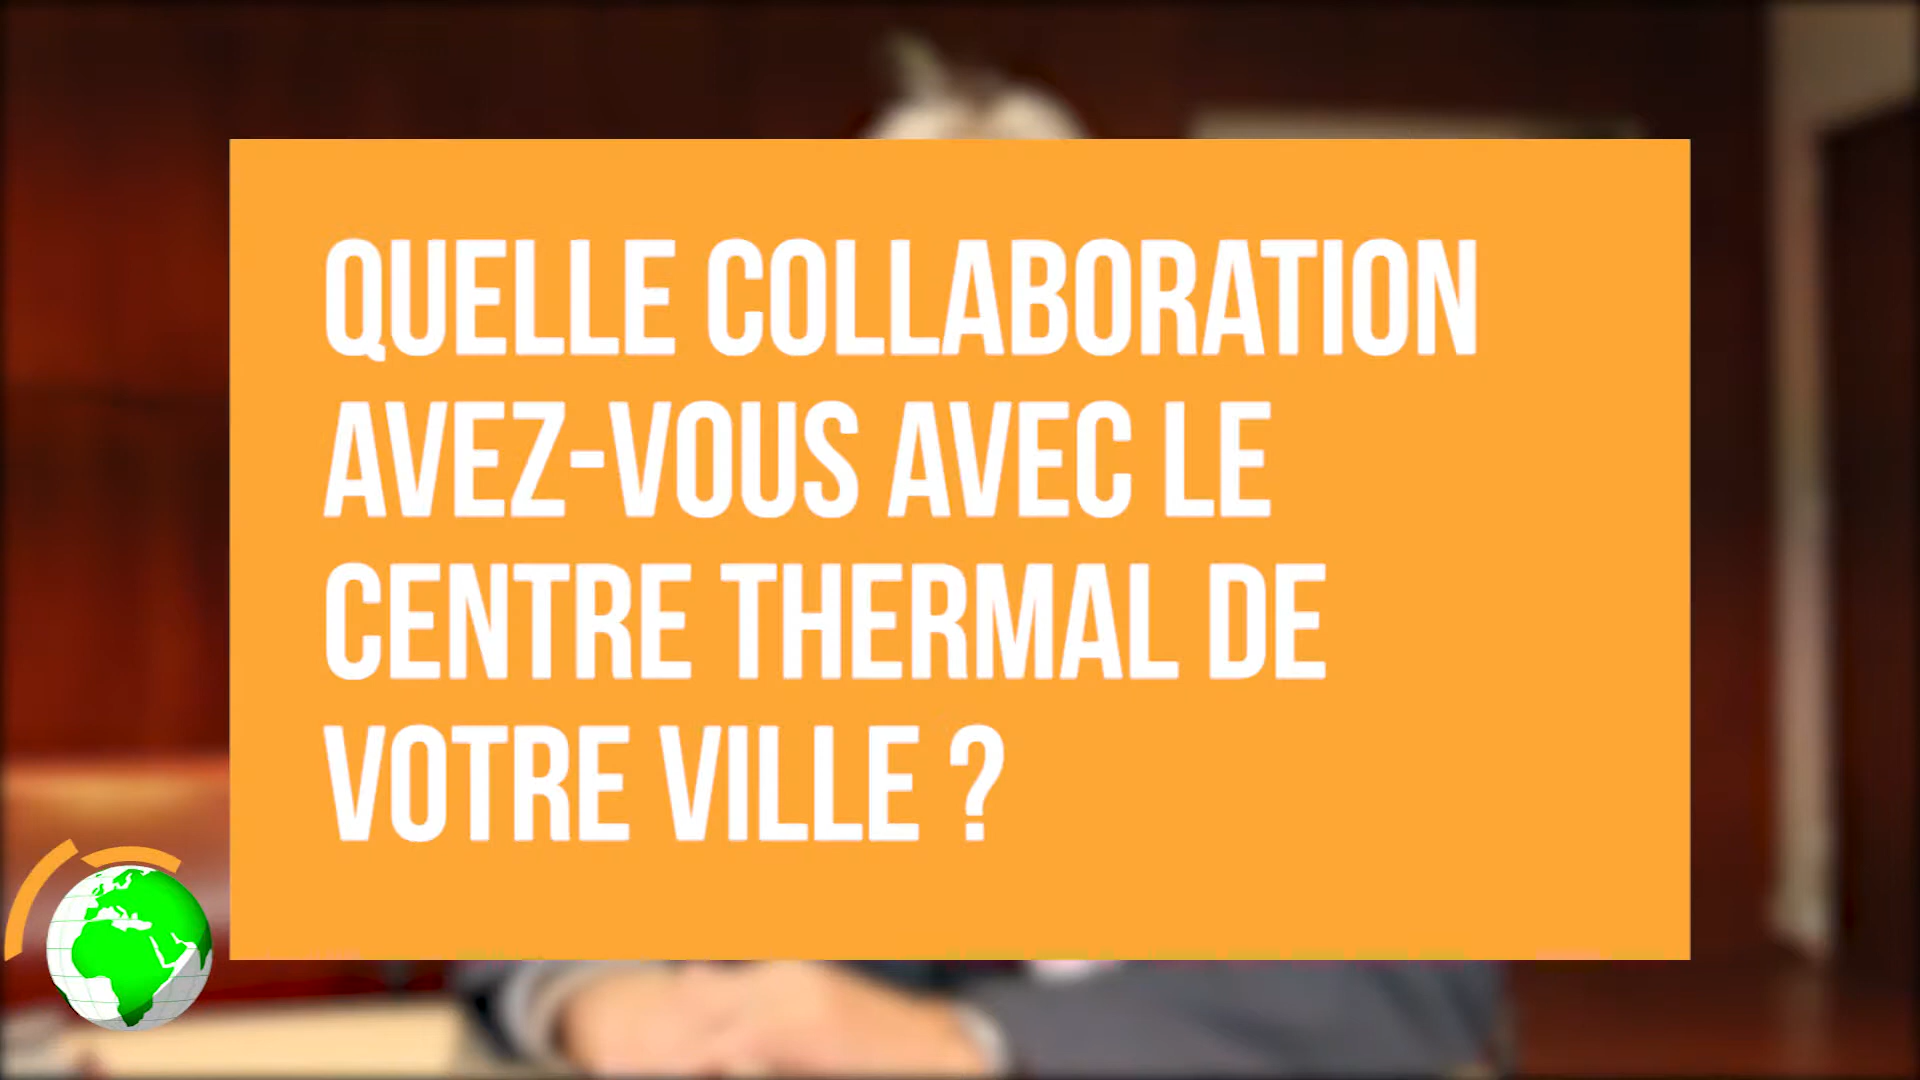 QUELLE COLLABORATION
AVEZ-VOUS AVEC LE
CENTRE THERMAL DE
VOTRE VILLE ?